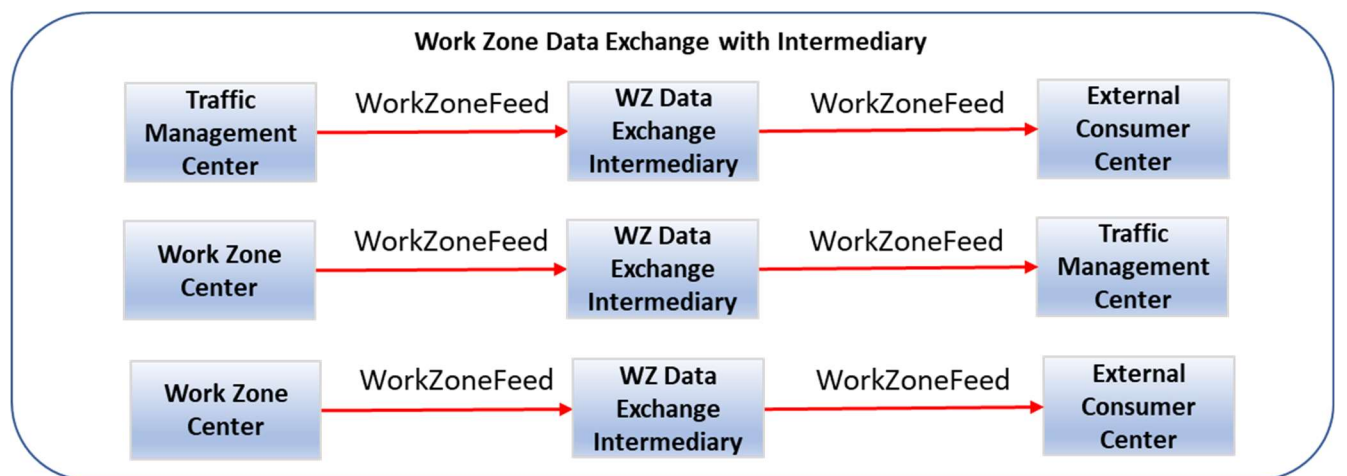 Work Zone Data Exchange with Intermediary
Traffic
Management
Center
WorkZoneFeed
WZ Data
Exchange
Intermediary
WorkZoneFeed
External
Consumer
Center
Work Zone
Center
WorkZoneFeed
WZ Data
Exchange
Intermediary
WorkZoneFeed
Traffic
Management
Center
Work Zone
Center
WorkZoneFeed
WZ Data
Exchange
Intermediary
WorkZoneFeed
External
Consumer
Center